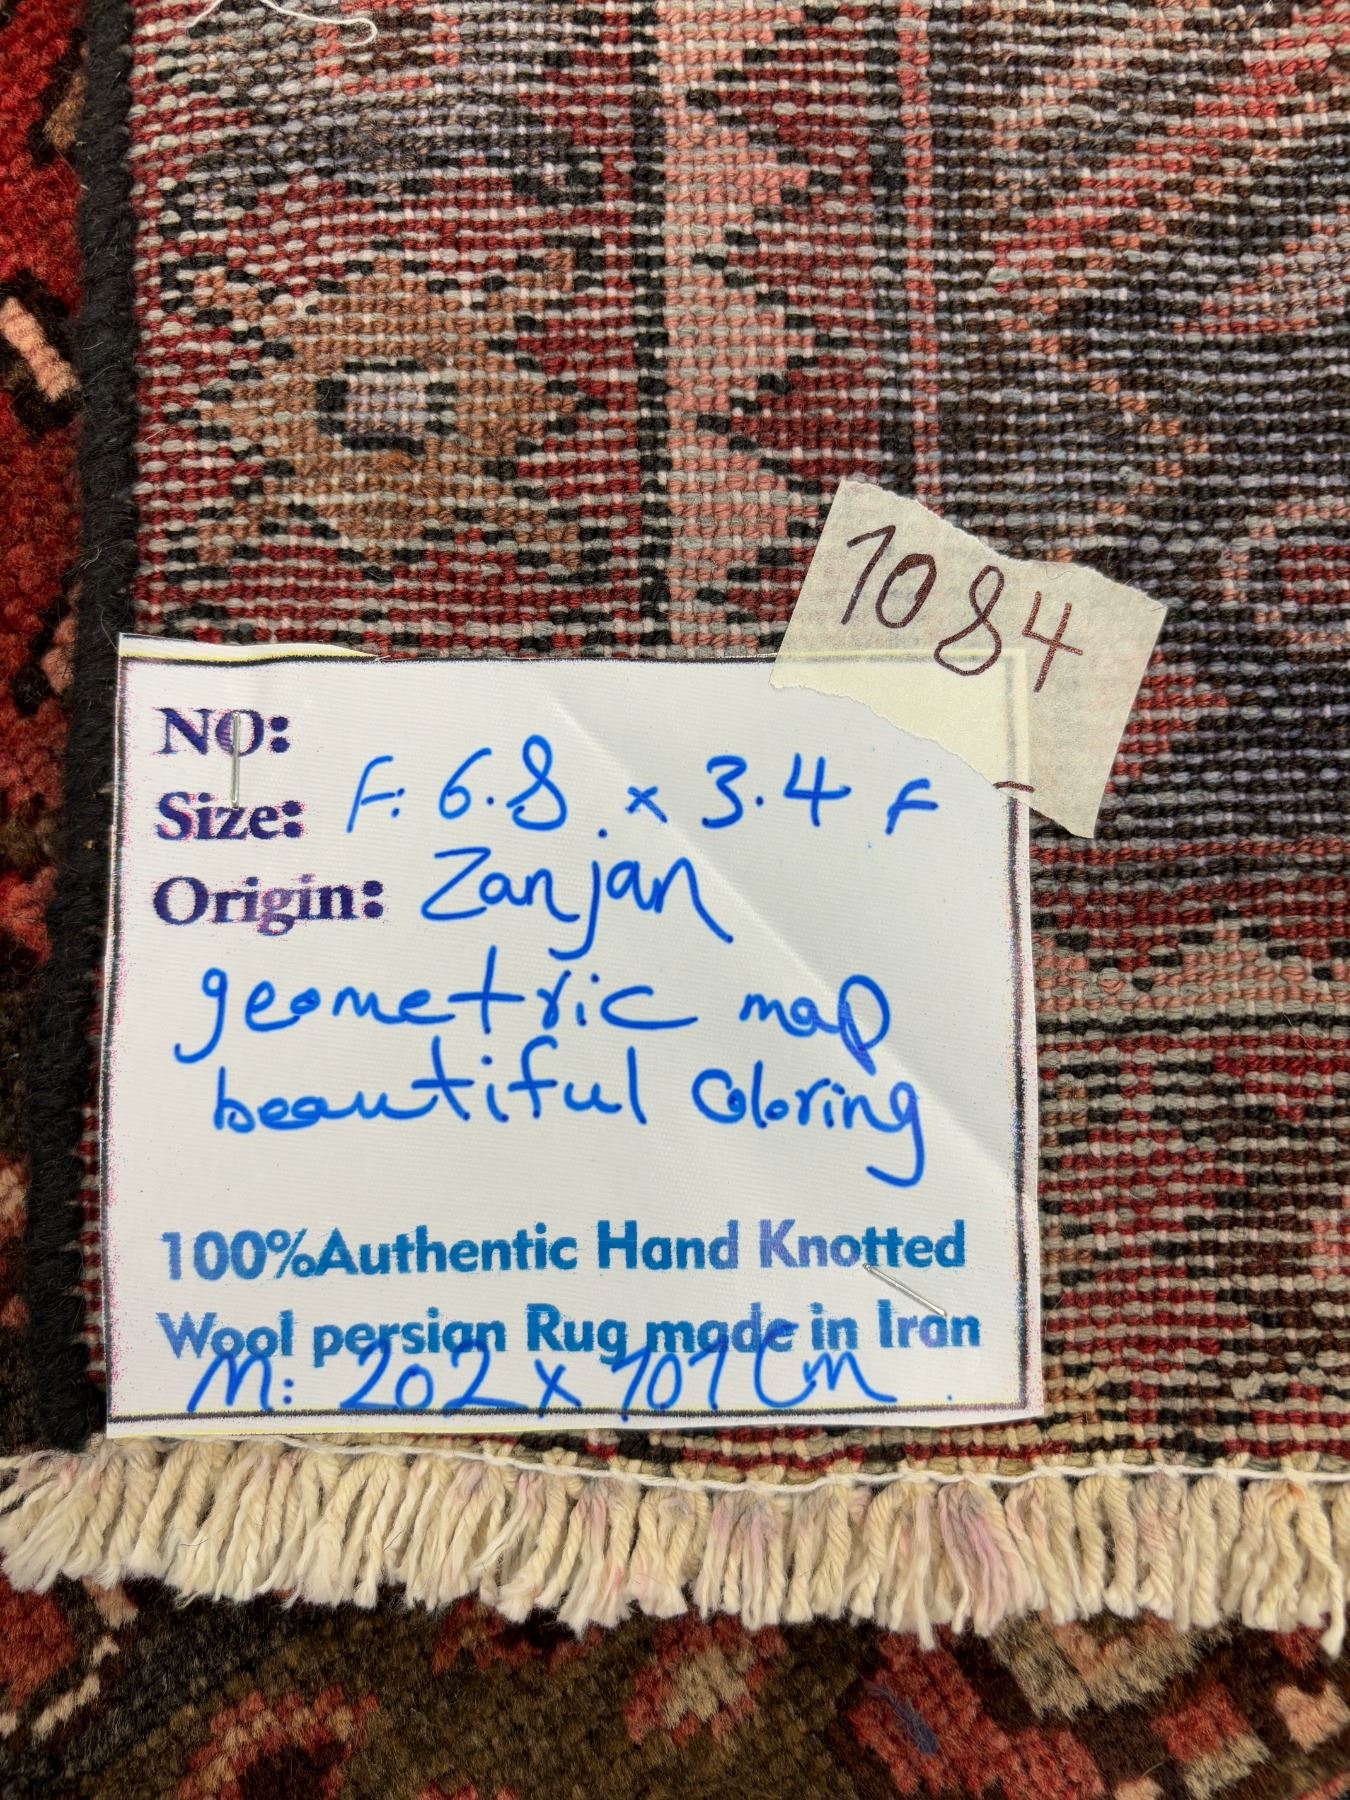 1084
NO:
Size: F: 6.8 x 3.4 F
Origin: Zanjan
geometric map
beautiful Coloring
100%Authentic Hand Knotted
Wool persian Rug made in Iran
M: 202 x 101 Cm